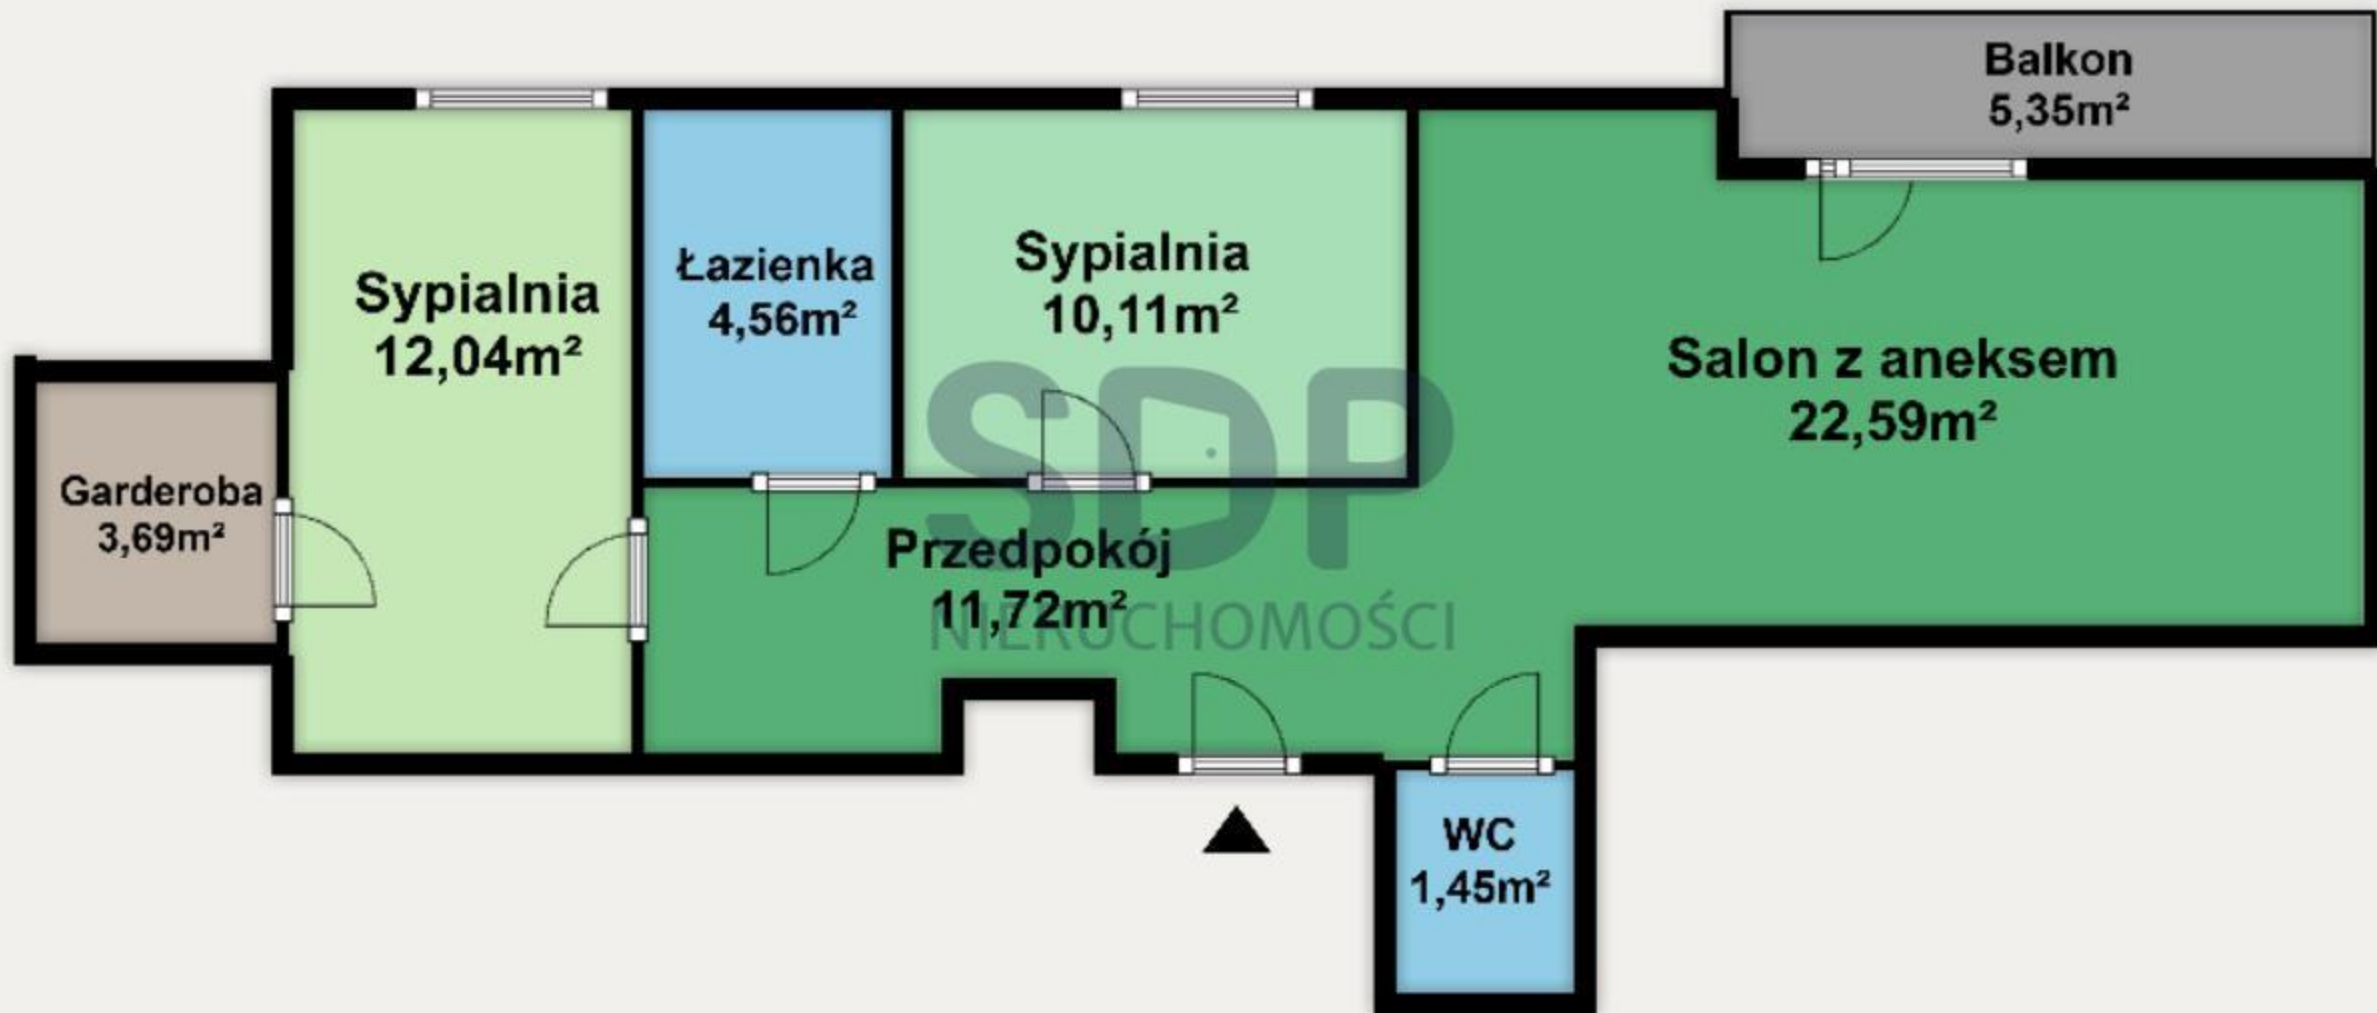 Balkon
5,35m²
Sypialnia
12,04m²
Łazienka
4,56m²
Sypialnia
10,11m²
Salon z aneksem
22,59m²
Garderoba
3,69m²
Przedpokój
11,72m²
SDP
NIERUCHOMOŚCI
WC
1,45m²